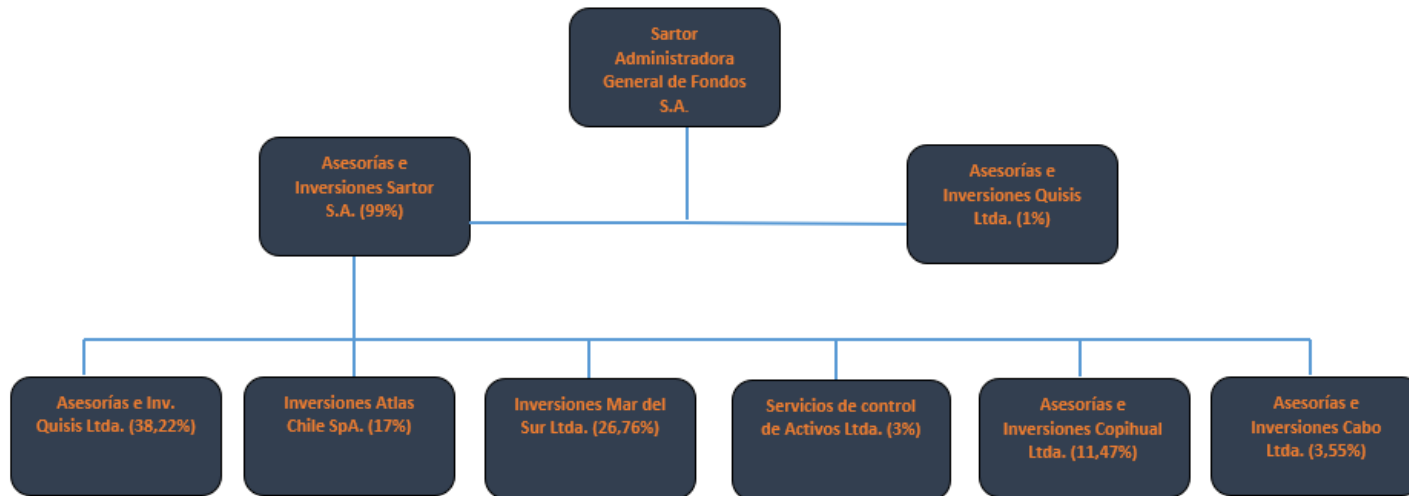 Sartor
Administradora
General de Fondos
S.A.
Asesorías e
Inversiones Sartor
S.A. (99%)
Asesorías e
Inversiones Quisis
Ltda. (1%)
Asesorías e Inv.
Quisis Ltda. (38,22%)
Inversiones Atlas
Chile SpA. (17%)
Inversiones Mar del
Sur Ltda. (26,76%)
Servicios de control
de Activos Ltda. (3%)
Asesorías e
Inversiones Copihual
Ltda. (11,47%)
Asesorías e
Inversiones Cabo
Ltda. (3,55%)